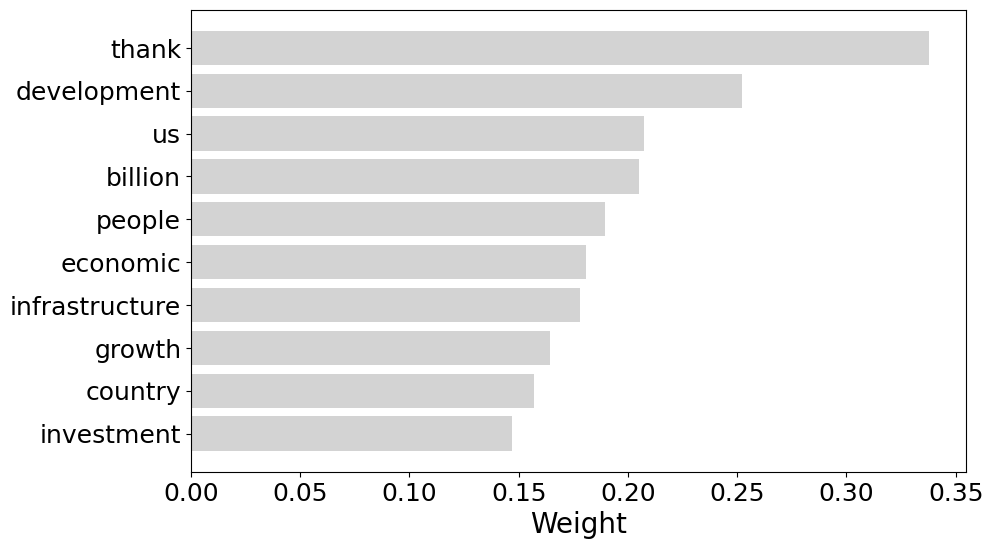 thank
development
us
billion
people
economic
infrastructure
growth
country
investment
0.00 0.05 0.10 0.15 0.20 0.25 0.30 0.35
Weight